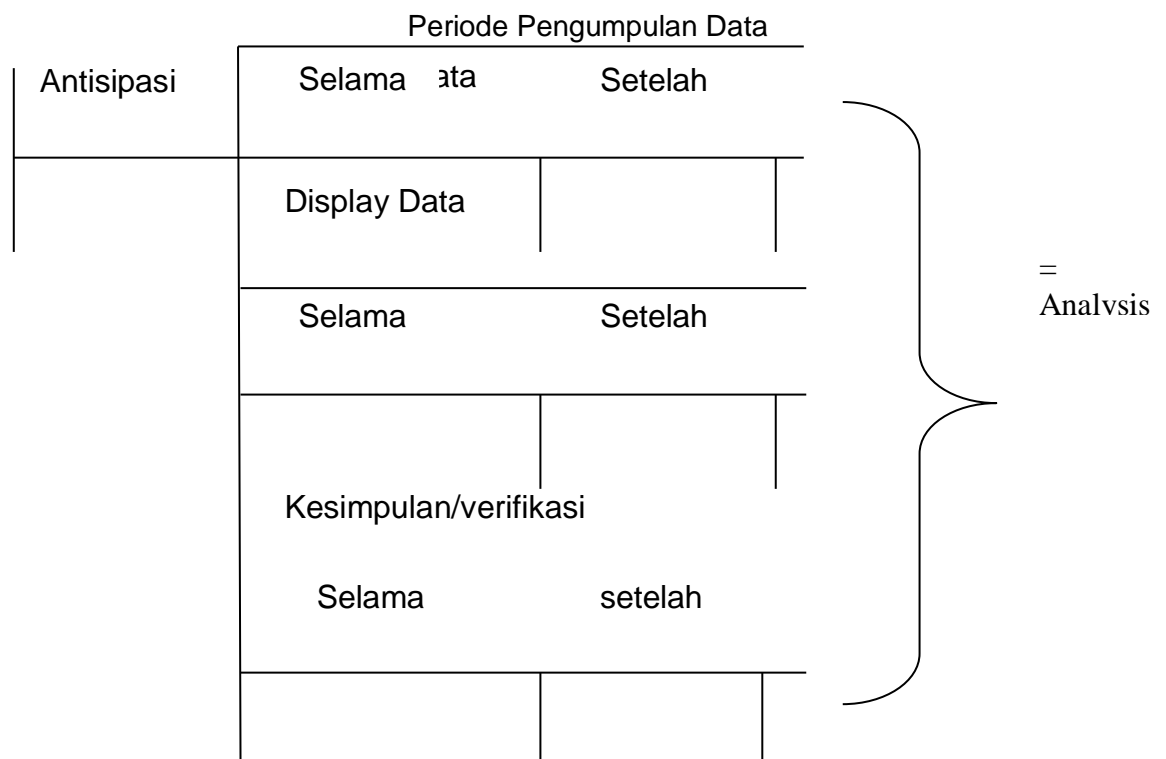 Periode Pengumpulan Data
Antisipasi Selama ata Setelah
Display Data
=
Analysis
Selama Setelah
Kesimpulan/verifikasi
Selama setelah